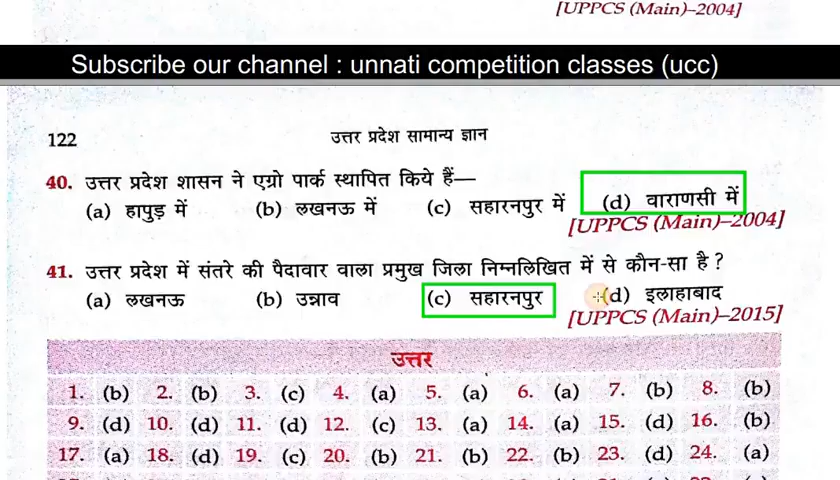 [UPPCS (Main)–2004]
Subscribe our channel : unnati competition classes (ucc)
122 उत्तर प्रदेश सामान्य ज्ञान
40. उत्तर प्रदेश शासन ने एग्रो पार्क स्थापित किये हैं—
(a) हापुड़ में (b) लखनऊ में (c) सहारनपुर में (d) वाराणसी में
[UPPCS (Main)–2004]
41. उत्तर प्रदेश में संतरे की पैदावार वाला प्रमुख जिला निम्नलिखित में से कौन-सा है ?
(a) लखनऊ (b) उन्नाव (c) सहारनपुर (d) इलाहाबाद
[UPPCS (Main)–2015]
उत्तर
1. (b) 2. (b) 3. (c) 4. (a) 5. (a) 6. (a) 7. (b) 8. (b)
9. (d) 10. (d) 11. (d) 12. (c) 13. (a) 14. (a) 15. (d) 16. (b)
17. (a) 18. (d) 19. (c) 20. (b) 21. (b) 22. (b) 23. (d) 24. (a)